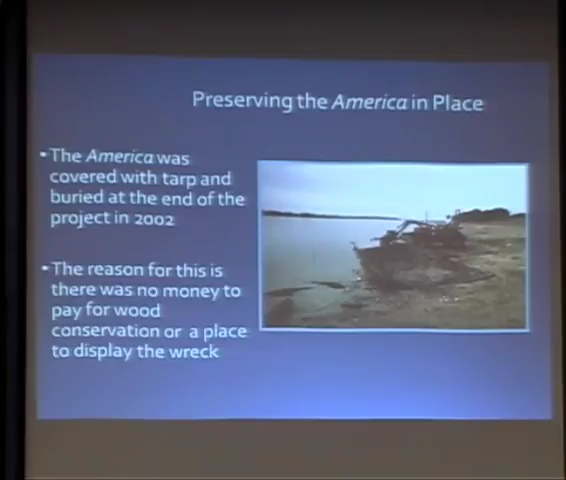 Preserving the America in Place
• The America was
covered with tarp and
buried at the end of the
project in 2002
• The reason for this is
there was no money to
pay for wood
conservation or a place
to display the wreck